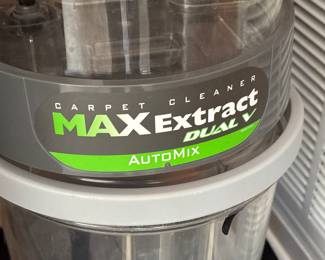 CARPET CLEANER
MAX Extract
DUAL V
AUTOMIX